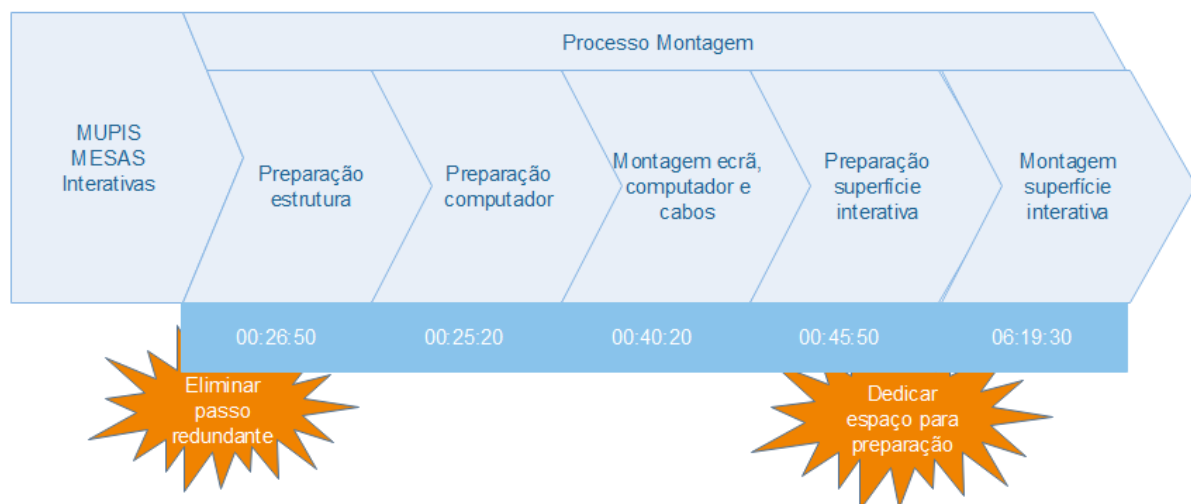 Processo Montagem
MUPIS
MESAS
Interativas
Preparação
estrutura
Preparação
computador
Montagem ecrã,
computador e
cabos
Preparação
superfície
interativa
Montagem
superfície
interativa
00:26:50
00:25:20
00:40:20
00:45:50
06:19:30
Eliminar
passo
redundante
Dedicar
espaço para
preparação